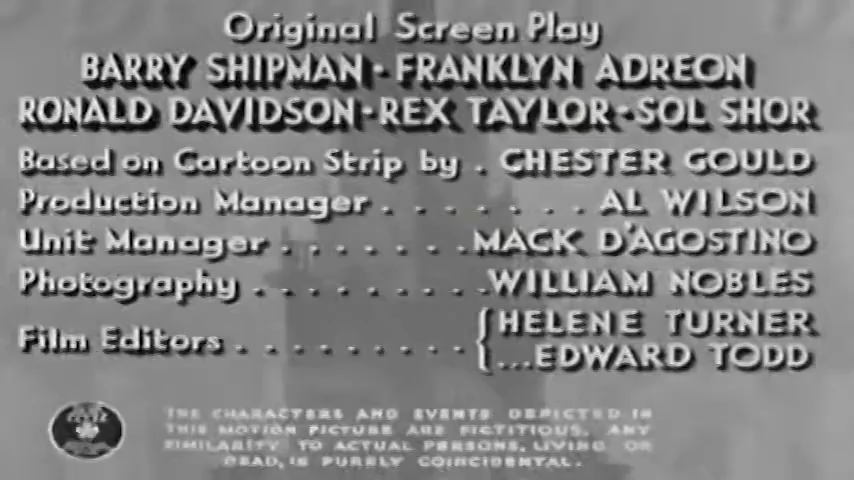 Original Screen Play
BARRY SHIPMAN - FRANKLYN ADREON
RONALD DAVIDSON - REX TAYLOR - SOL SHOR
Based on Cartoon Strip by . CHESTER GOULD
Production Manager . . . . . . . . AL WILSON
Unit Manager . . . . . . . MACK D'AGOSTINO
Photography . . . . . . . . . . WILLIAM NOBLES
Film Editors . . . . . . . . . { HELENE TURNER
...EDWARD TODD
THE CHARACTERS AND EVENTS DEPICTED IN
THIS MOTION PICTURE ARE FICTITIOUS. ANY
SIMILARITY TO ACTUAL PERSONS, LIVING OR
DEAD, IS PURELY COINCIDENTAL.